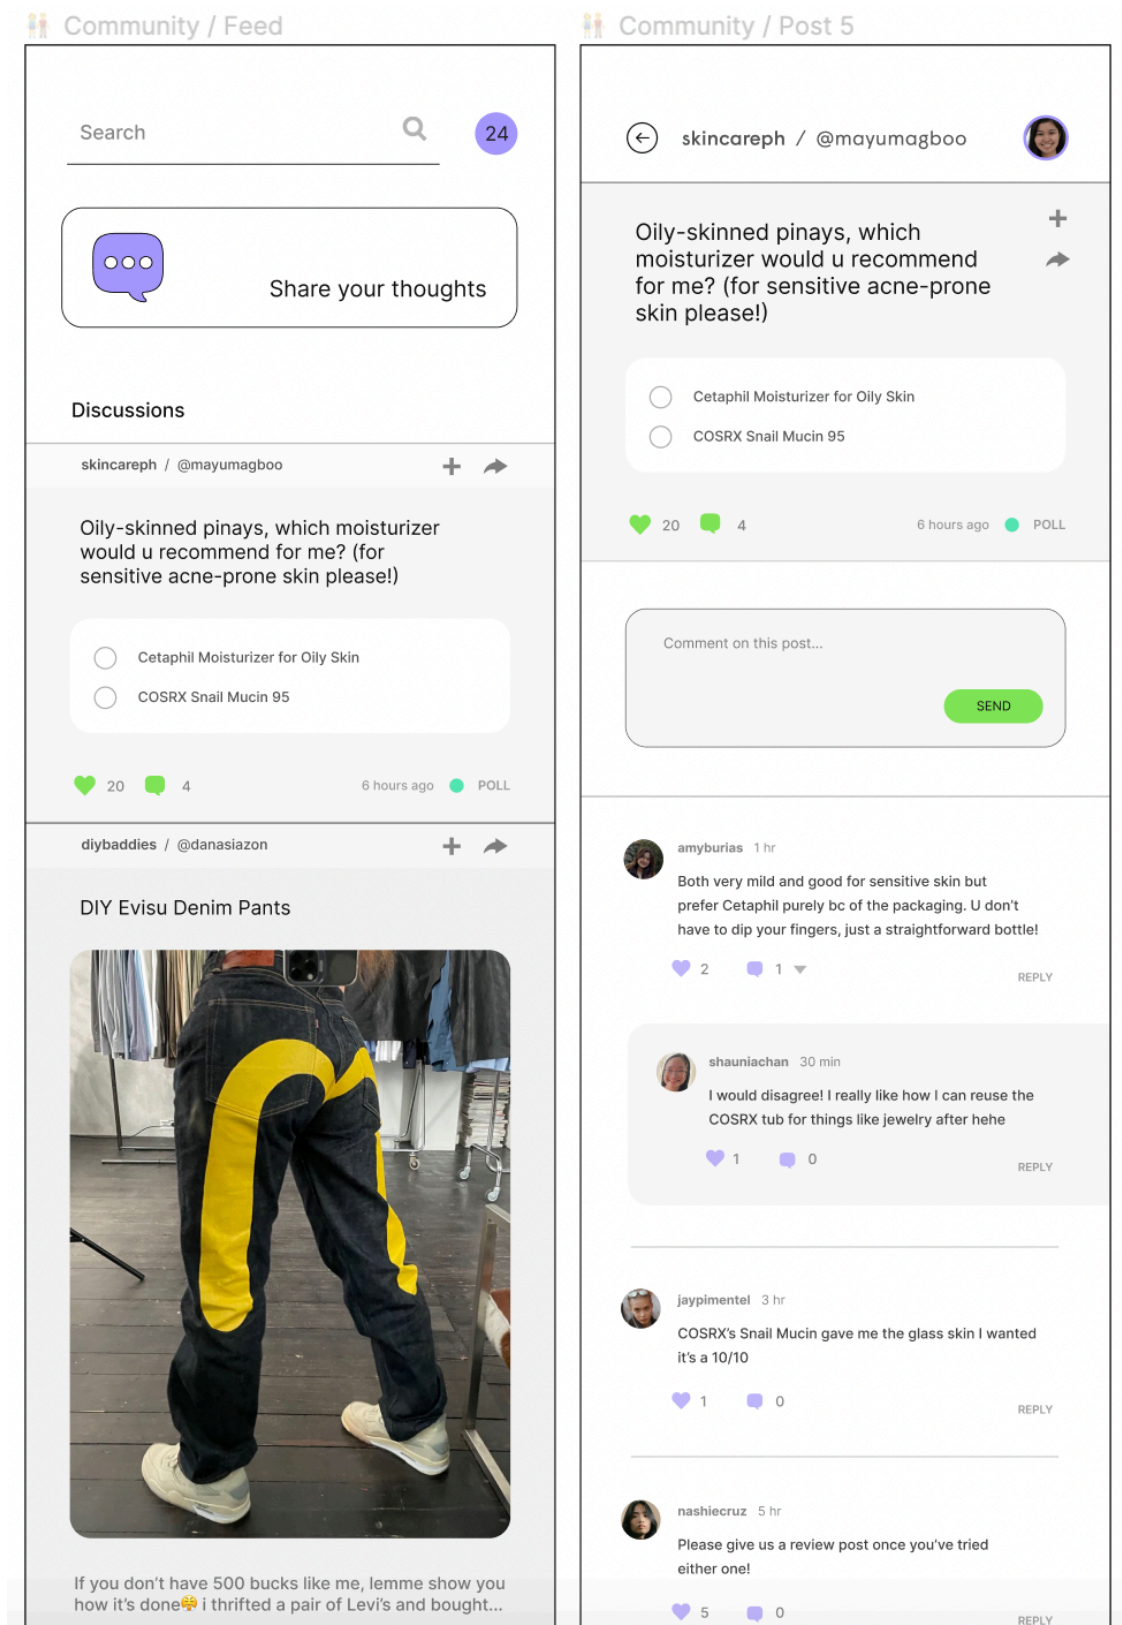 👫 Community / Feed
Search
24
Share your thoughts
Discussions
skincareph / @mayumagboo
Oily-skinned pinays, which moisturizer
would u recommend for me? (for
sensitive acne-prone skin please!)
Cetaphil Moisturizer for Oily Skin
COSRX Snail Mucin 95
20 4 6 hours ago POLL
diybaddies / @danasiazon
DIY Evisu Denim Pants
If you don’t have 500 bucks like me, lemme show you
how it’s done😤 i thrifted a pair of Levi’s and bought...
👫 Community / Post 5
skincareph / @mayumagboo
Oily-skinned pinays, which
moisturizer would u recommend
for me? (for sensitive acne-prone
skin please!)
Cetaphil Moisturizer for Oily Skin
COSRX Snail Mucin 95
20 4 6 hours ago POLL
Comment on this post...
SEND
amyburias 1 hr
Both very mild and good for sensitive skin but
prefer Cetaphil purely bc of the packaging. U don’t
have to dip your fingers, just a straightforward bottle!
2 1 REPLY
shauniachan 30 min
I would disagree! I really like how I can reuse the
COSRX tub for things like jewelry after hehe
1 0 REPLY
jaypimentel 3 hr
COSRX’s Snail Mucin gave me the glass skin I wanted
it’s a 10/10
1 0 REPLY
nashiecruz 5 hr
Please give us a review post once you’ve tried
either one!
5 0 REPLY